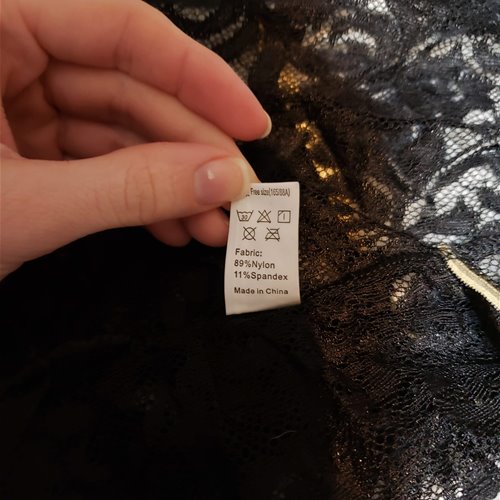 Free size(165/88A)
Fabric:
89%Nylon
11%Spandex
Made in China